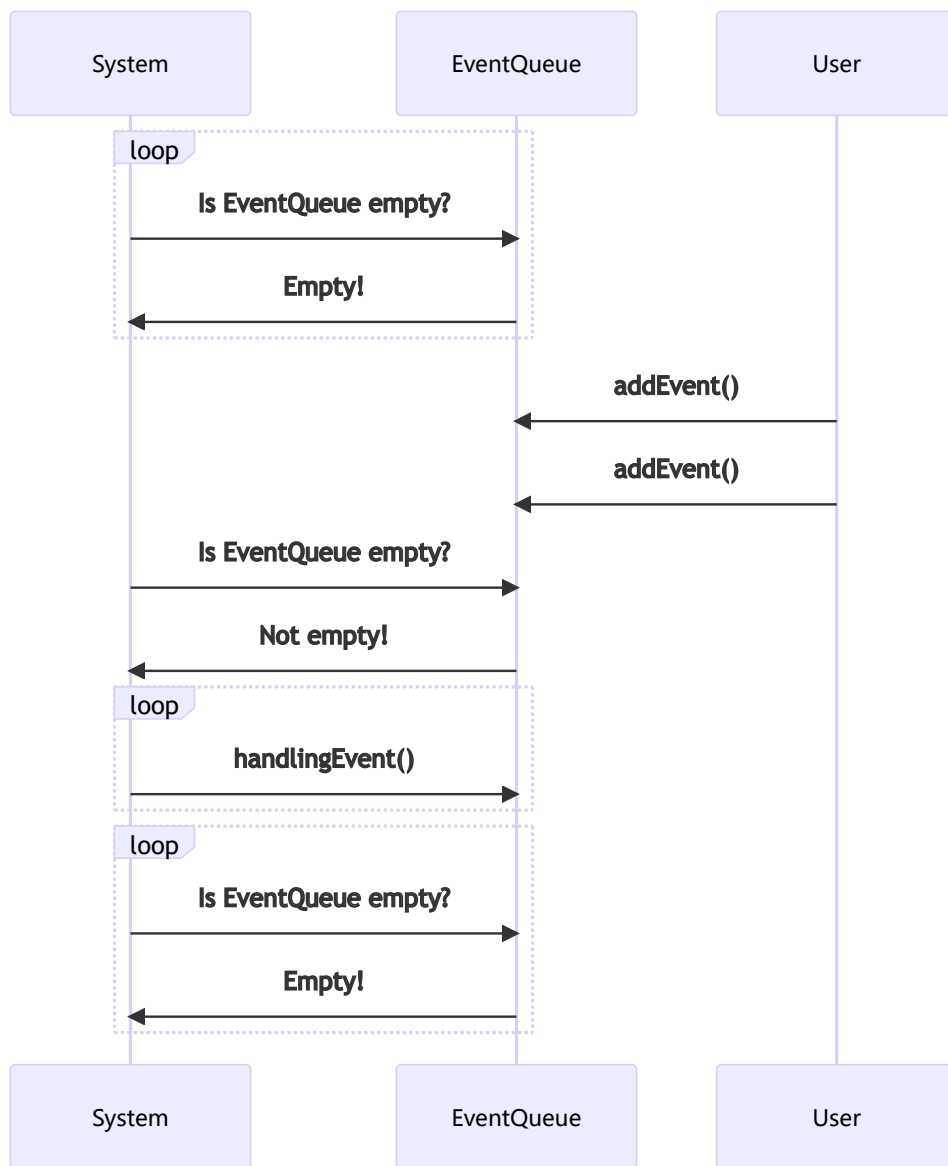 System EventQueue User
loop
Is EventQueue empty?
Empty!
addEvent()
addEvent()
Is EventQueue empty?
Not empty!
loop
handlingEvent()
loop
Is EventQueue empty?
Empty!
System EventQueue User